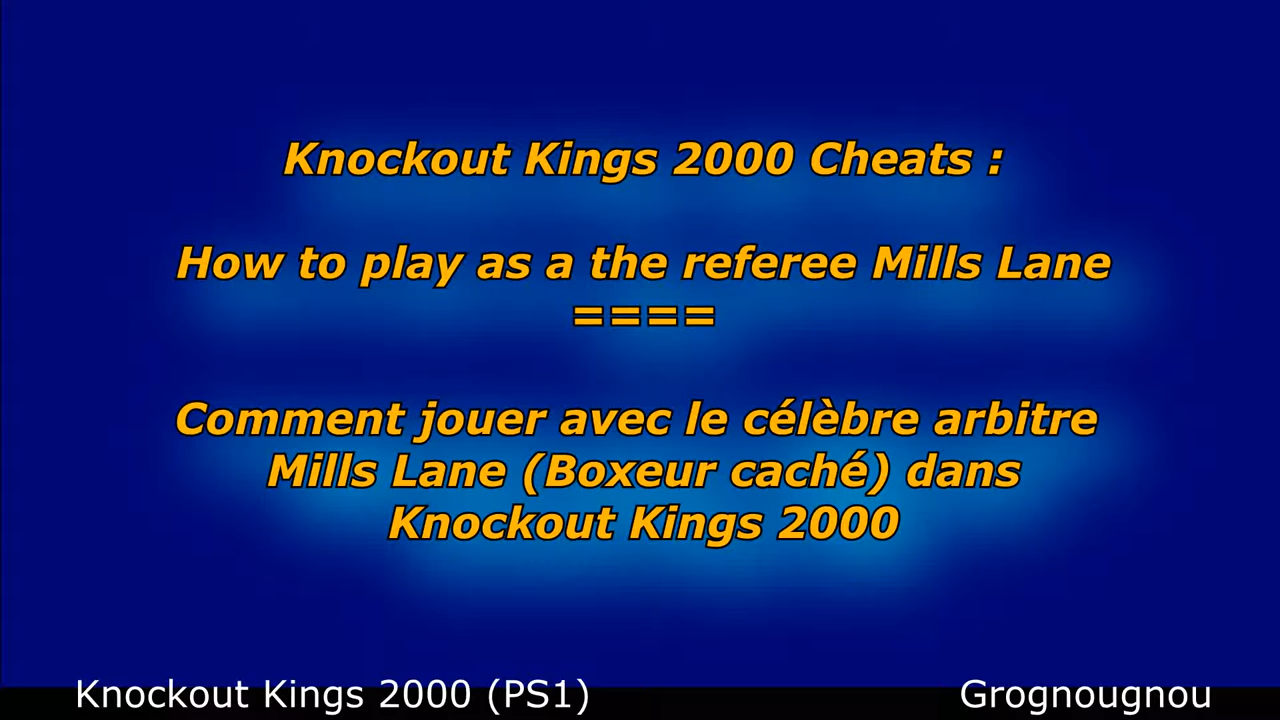 Knockout Kings 2000 Cheats :
How to play as a the referee Mills Lane
====
Comment jouer avec le célèbre arbitre
Mills Lane (Boxeur caché) dans
Knockout Kings 2000
Knockout Kings 2000 (PS1)
Grognougnou